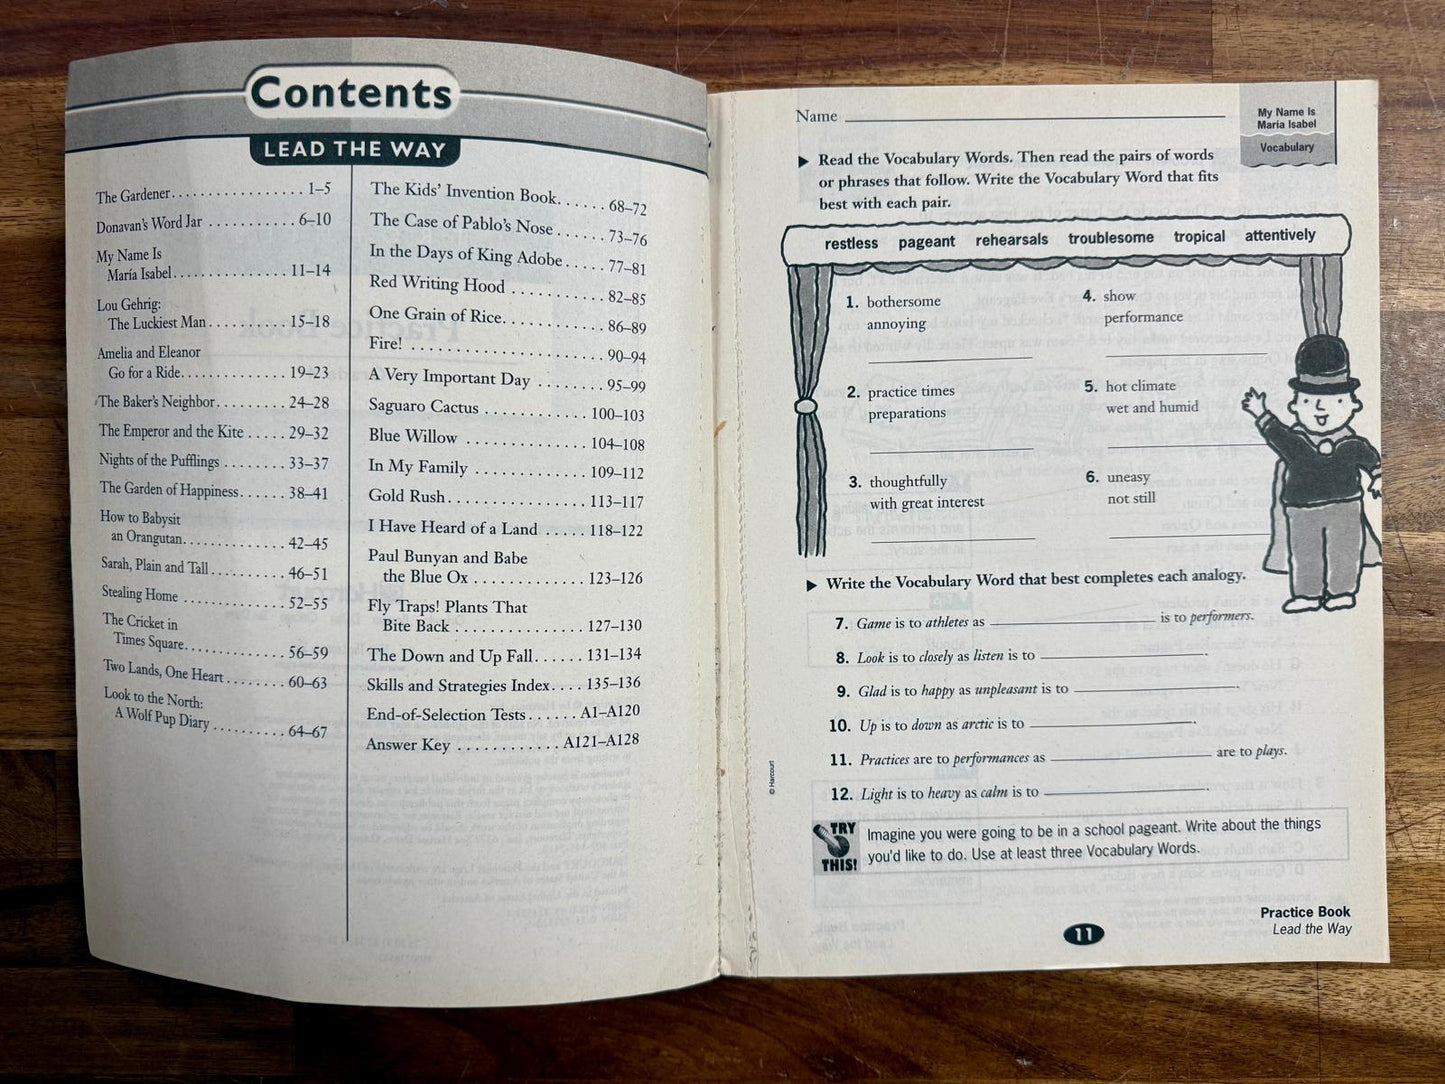 Contents
LEAD THE WAY
The Gardener . . . . . . . . . . . . . . . . . 1–5
Donavan's Word Jar . . . . . . . . . . . 6–10
My Name Is
María Isabel . . . . . . . . . . . . . . 11–14
Lou Gehrig:
The Luckiest Man . . . . . . . . . 15–18
Amelia and Eleanor
Go for a Ride . . . . . . . . . . . . 19–23
The Baker's Neighbor . . . . . . . . . 24–28
The Emperor and the Kite . . . . . 29–32
Nights of the Pufflings . . . . . . . . 33–37
The Garden of Happiness . . . . . . 38–41
How to Babysit
an Orangutan . . . . . . . . . . . . . 42–45
Sarah, Plain and Tall . . . . . . . . . . 46–51
Stealing Home . . . . . . . . . . . . . . 52–55
The Cricket in
Times Square . . . . . . . . . . . . . 56–59
Two Lands, One Heart . . . . . . . . 60–63
Look to the North:
A Wolf Pup Diary . . . . . . . . . . 64–67
The Kids' Invention Book . . . . . . 68–72
The Case of Pablo's Nose . . . . . . . 73–76
In the Days of King Adobe . . . . . 77–81
Red Writing Hood . . . . . . . . . . . 82–85
One Grain of Rice . . . . . . . . . . . . 86–89
Fire! . . . . . . . . . . . . . . . . . . . . . . 90–94
A Very Important Day . . . . . . . . 95–99
Saguaro Cactus . . . . . . . . . . . . 100–103
Blue Willow . . . . . . . . . . . . . . 104–108
In My Family . . . . . . . . . . . . . 109–112
Gold Rush . . . . . . . . . . . . . . . . 113–117
I Have Heard of a Land . . . . . 118–122
Paul Bunyan and Babe
the Blue Ox . . . . . . . . . . . . . 123–126
Fly Traps! Plants That
Bite Back . . . . . . . . . . . . . . . 127–130
The Down and Up Fall . . . . . . 131–134
Skills and Strategies Index . . . . 135–136
End-of-Selection Tests . . . . . . A1–A120
Answer Key . . . . . . . . . . . . A121–A128
Name
My Name Is
María Isabel
Vocabulary
Read the Vocabulary Words. Then read the pairs of words
or phrases that follow. Write the Vocabulary Word that fits
best with each pair.
restless pageant rehearsals troublesome tropical attentively
1. bothersome
annoying
2. practice times
preparations
3. thoughtfully
with great interest
4. show
performance
5. hot climate
wet and humid
6. uneasy
not still
Write the Vocabulary Word that best completes each analogy.
7. Game is to athletes as ____________ is to performers.
8. Look is to closely as listen is to ____________.
9. Glad is to happy as unpleasant is to ____________.
10. Up is to down as arctic is to ____________.
11. Practices are to performances as ____________ are to plays.
12. Light is to heavy as calm is to ____________.
TRY
THIS!
Imagine you were going to be in a school pageant. Write about the things
you'd like to do. Use at least three Vocabulary Words.
© Harcourt
11
Practice Book
Lead the Way